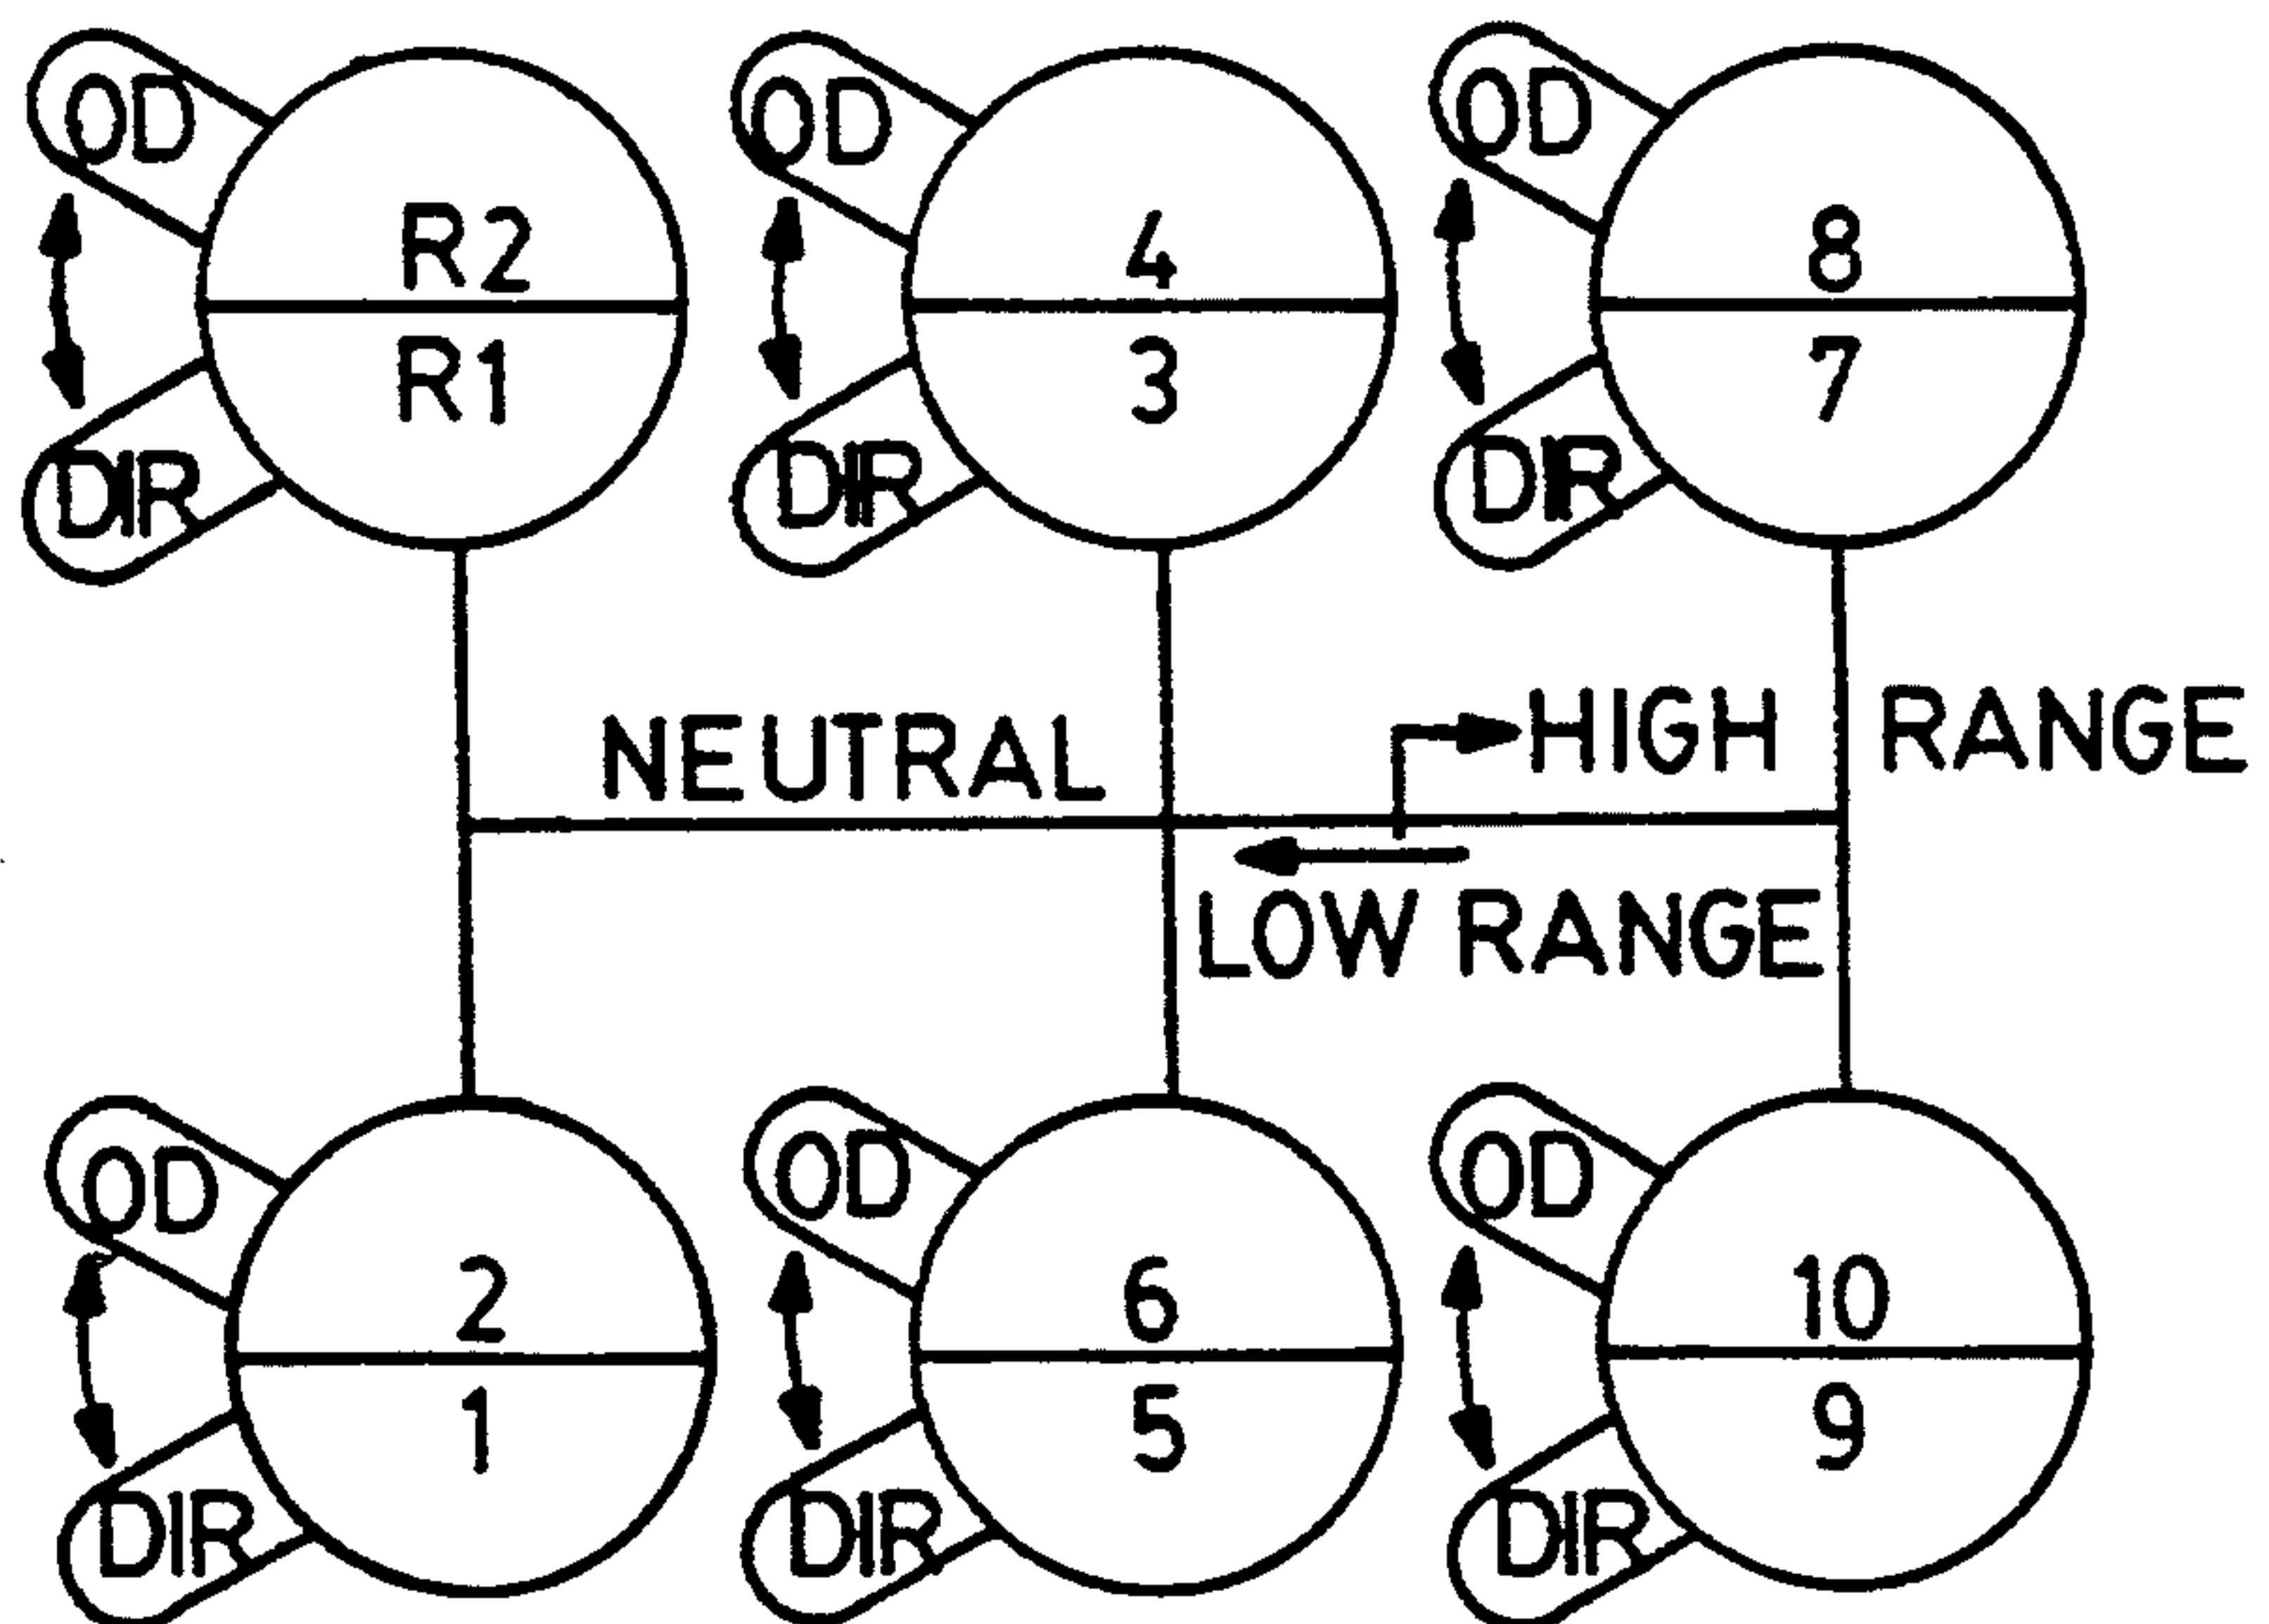 OD OD OD
R2 4 8
R1 3 7
DIR DIR DIR
NEUTRAL HIGH RANGE
LOW RANGE
OD OD OD
2 6 10
1 5 9
DIR DIR DIR